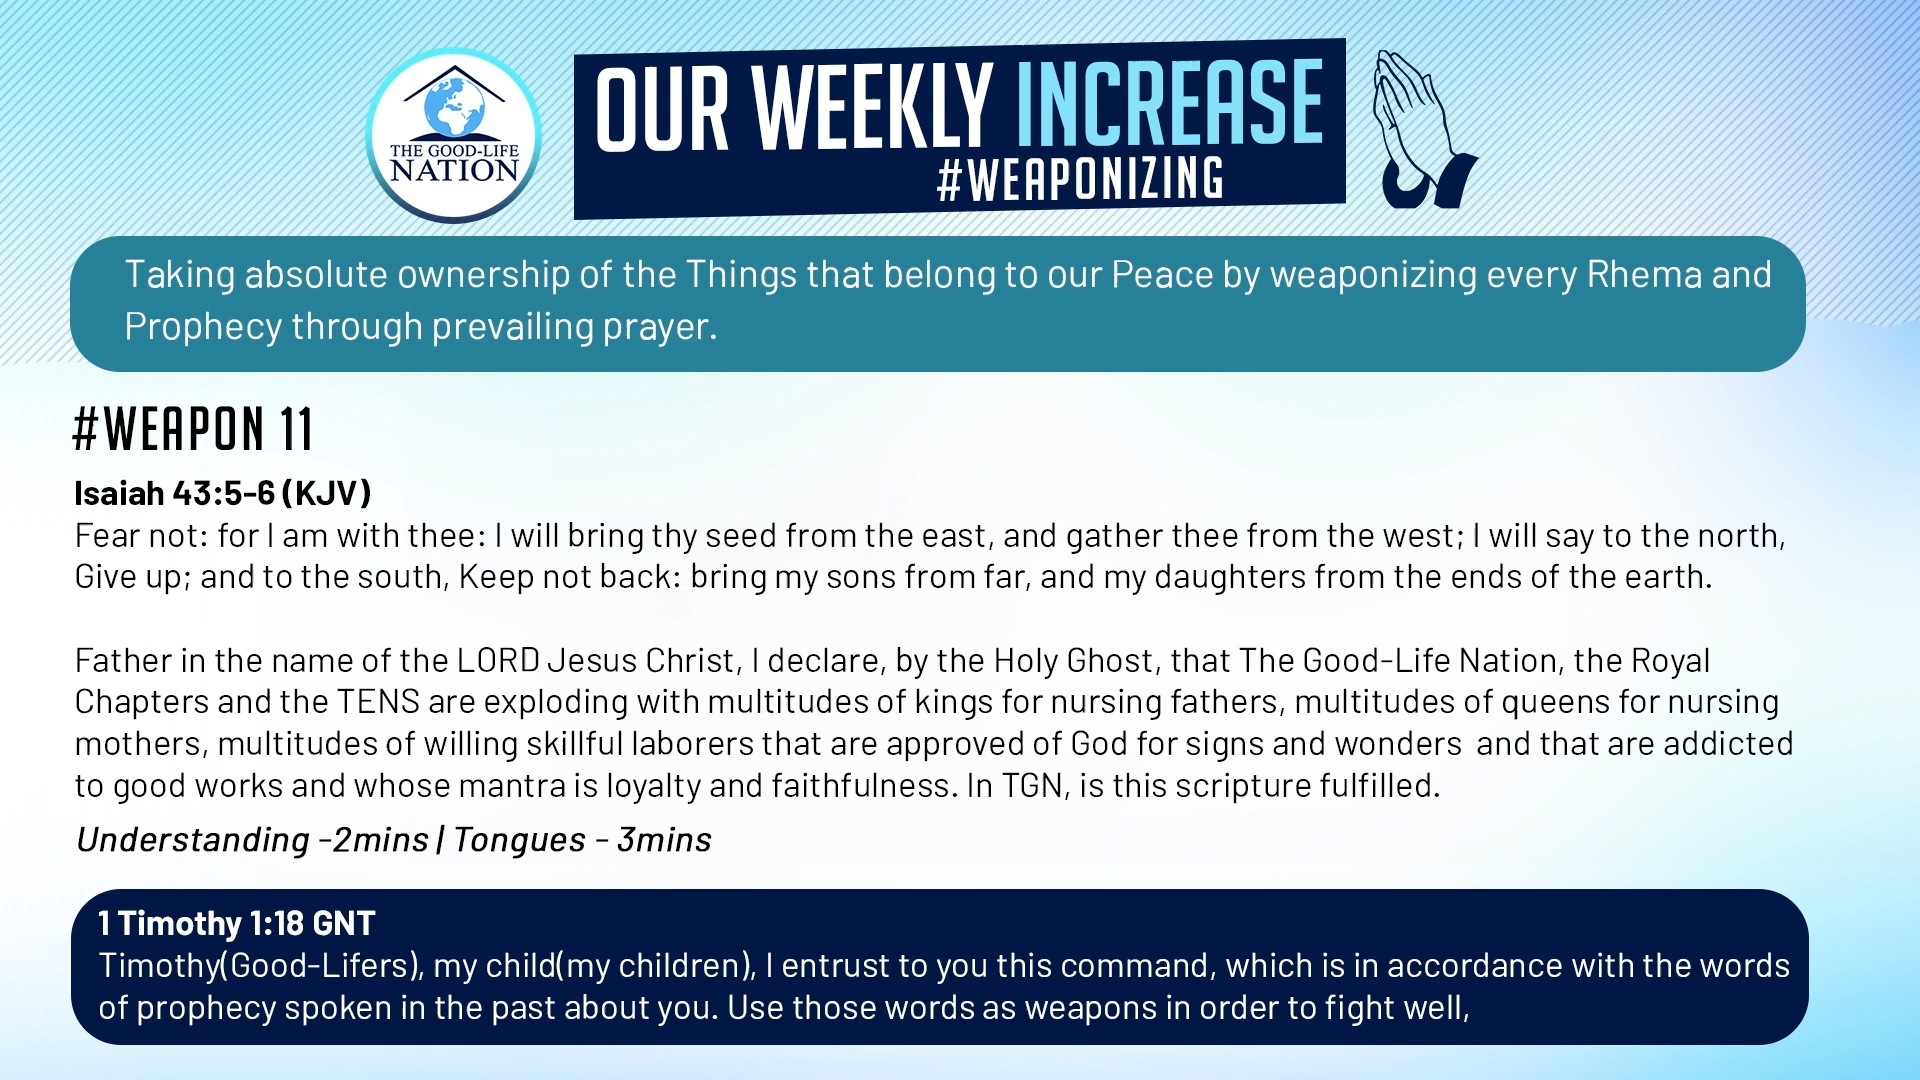 THE GOOD-LIFE
NATION
OUR WEEKLY INCREASE
#WEAPONIZING
Taking absolute ownership of the Things that belong to our Peace by weaponizing every Rhema and
Prophecy through prevailing prayer.
#WEAPON 11
Isaiah 43:5-6 (KJV)
Fear not: for I am with thee: I will bring thy seed from the east, and gather thee from the west; I will say to the north,
Give up; and to the south, Keep not back: bring my sons from far, and my daughters from the ends of the earth.
Father in the name of the LORD Jesus Christ, I declare, by the Holy Ghost, that The Good-Life Nation, the Royal
Chapters and the TENS are exploding with multitudes of kings for nursing fathers, multitudes of queens for nursing
mothers, multitudes of willing skillful laborers that are approved of God for signs and wonders  and that are addicted
to good works and whose mantra is loyalty and faithfulness. In TGN, is this scripture fulfilled.
Understanding -2mins | Tongues - 3mins
1 Timothy 1:18 GNT
Timothy(Good-Lifers), my child(my children), I entrust to you this command, which is in accordance with the words
of prophecy spoken in the past about you. Use those words as weapons in order to fight well,